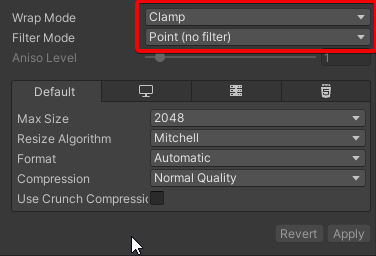 Wrap Mode Clamp
Filter Mode Point (no filter)
Aniso Level 1
Default
Max Size 2048
Resize Algorithm Mitchell
Format Automatic
Compression Normal Quality
Use Crunch Compressic
Revert Apply